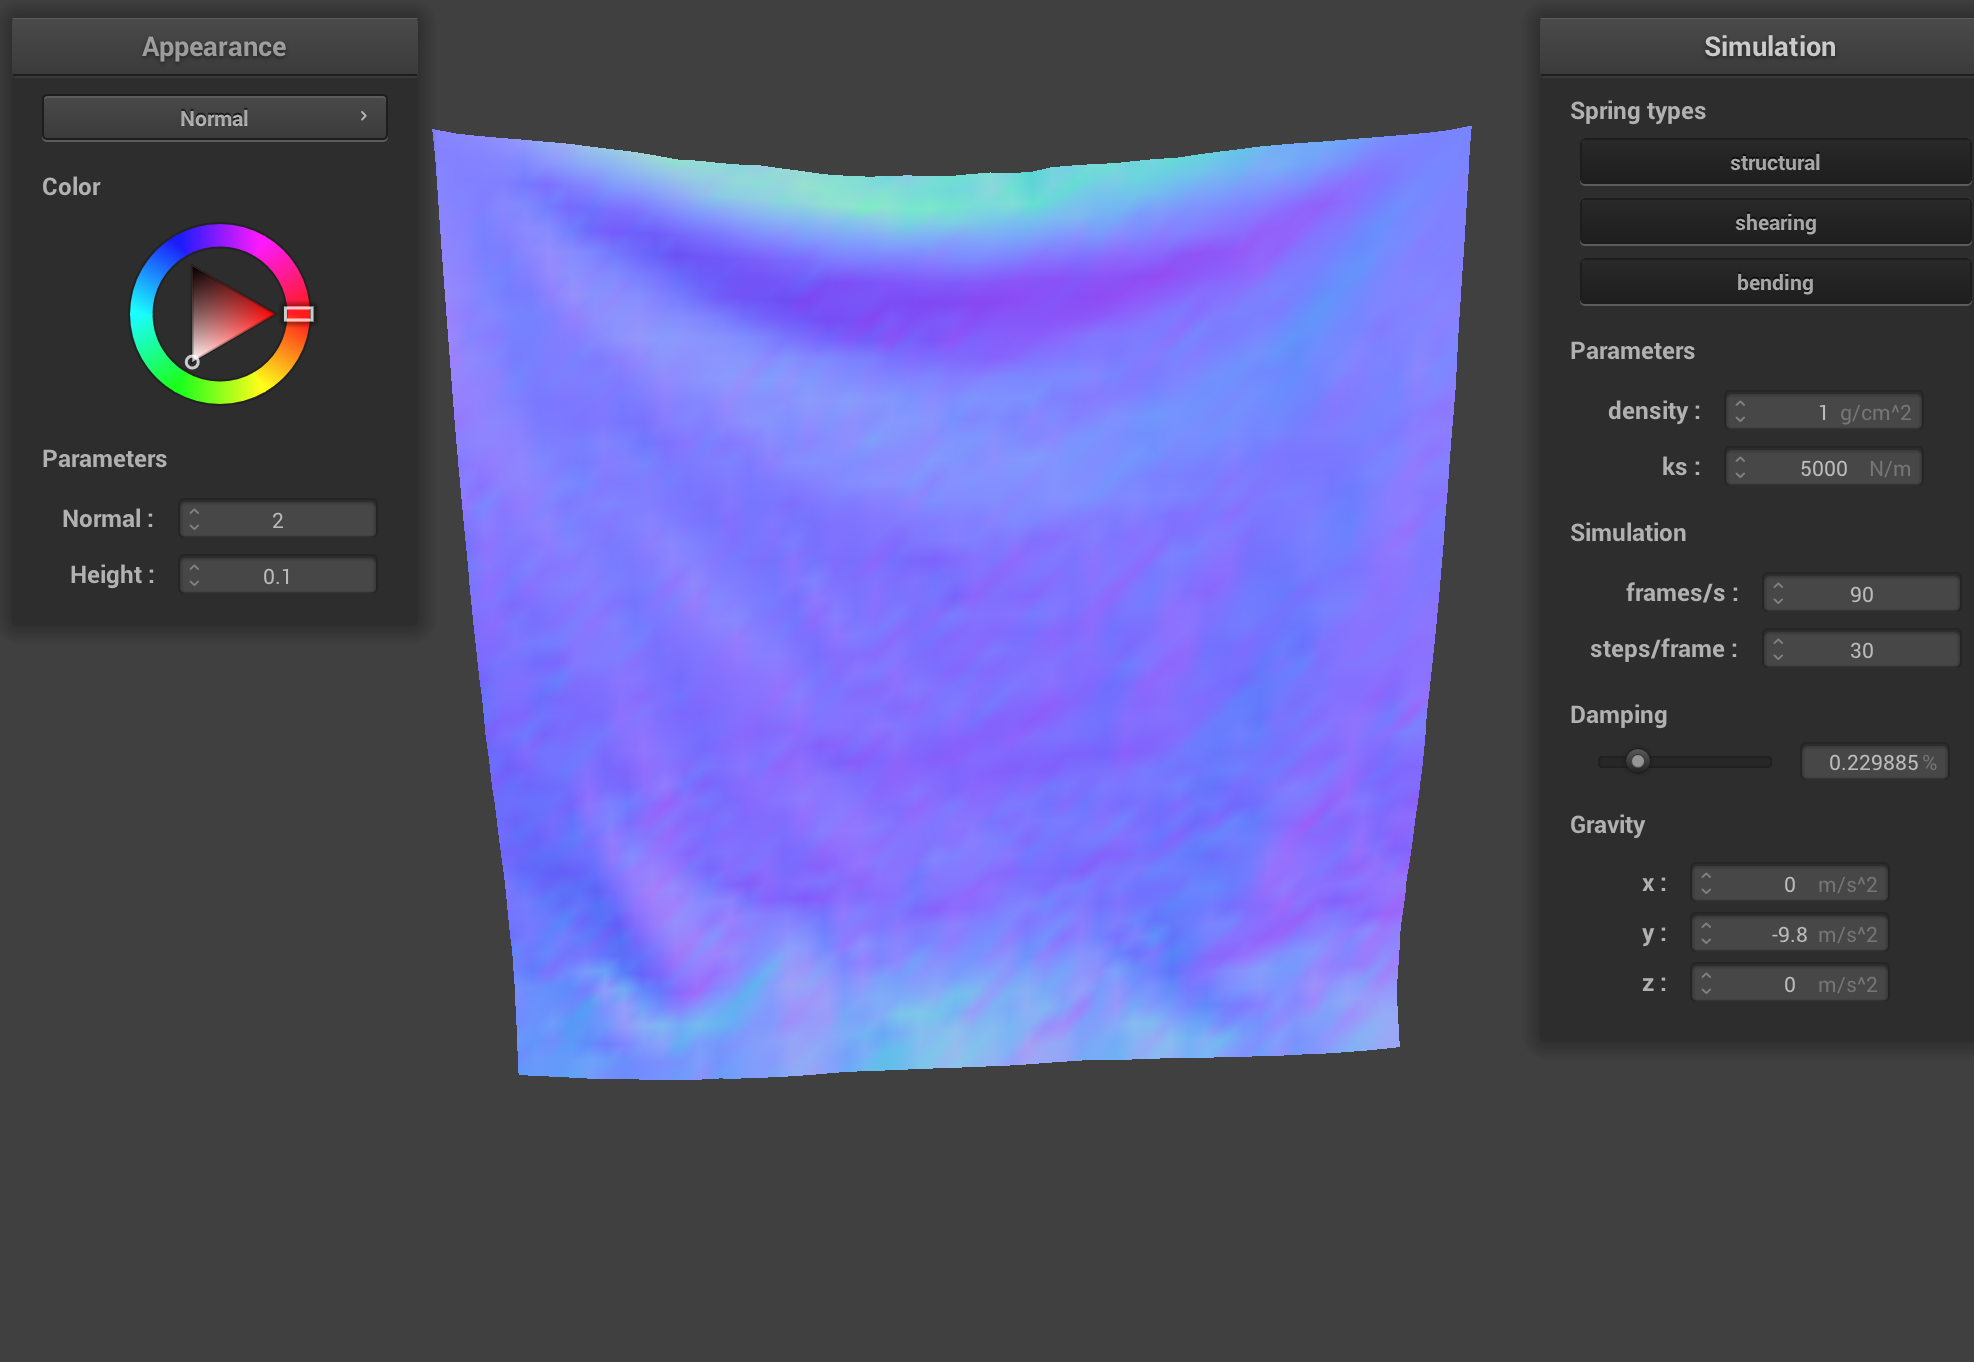 Appearance
Normal
Color
Parameters
Normal : 2
Height : 0.1
Simulation
Spring types
structural
shearing
bending
Parameters
density : 1 g/cm^2
ks : 5000 N/m
Simulation
frames/s : 90
steps/frame : 30
Damping
0.229885 %
Gravity
x : 0 m/s^2
y : -9.8 m/s^2
z : 0 m/s^2